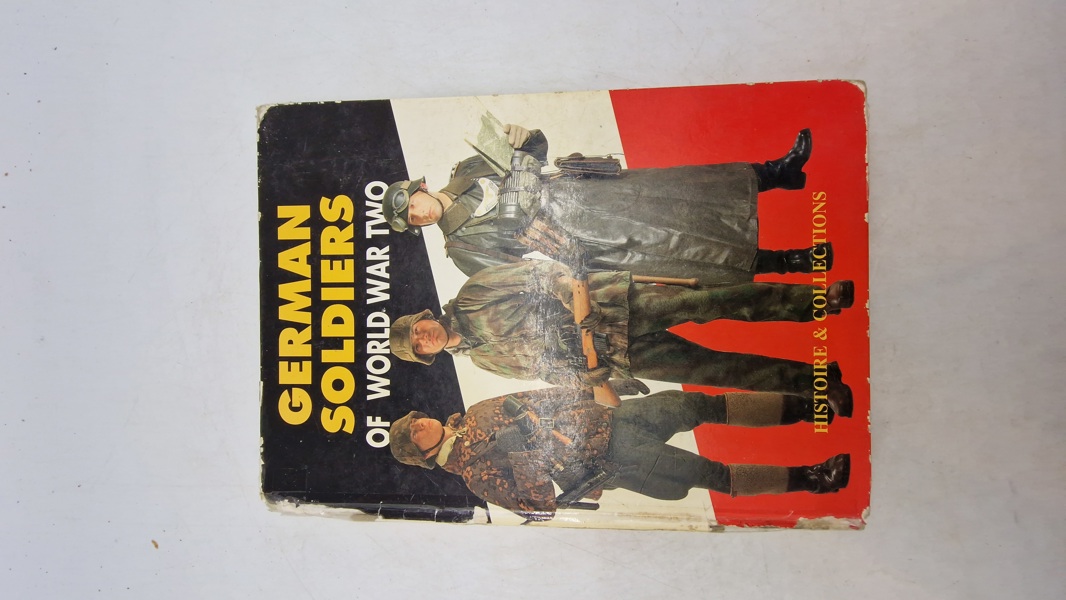 GERMAN
SOLDIERS
OF WORLD WAR TWO
HISTOIRE & COLLECTIONS